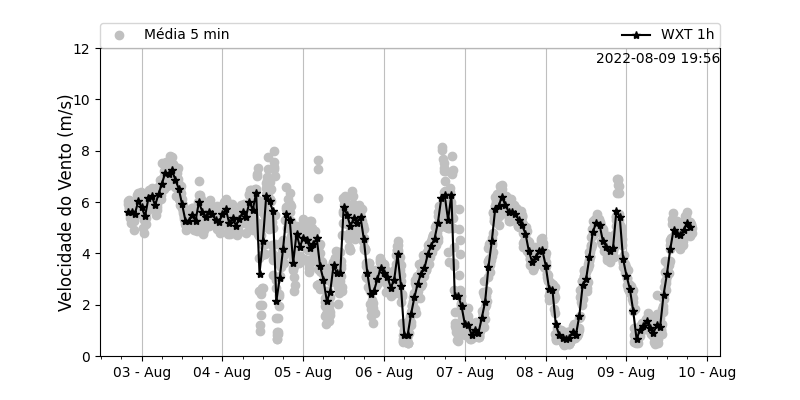 Média 5 min WXT 1h
2022-08-09 19:56
Velocidade do Vento (m/s)
12
10
8
6
4
2
0
03 - Aug 04 - Aug 05 - Aug 06 - Aug 07 - Aug 08 - Aug 09 - Aug 10 - Aug